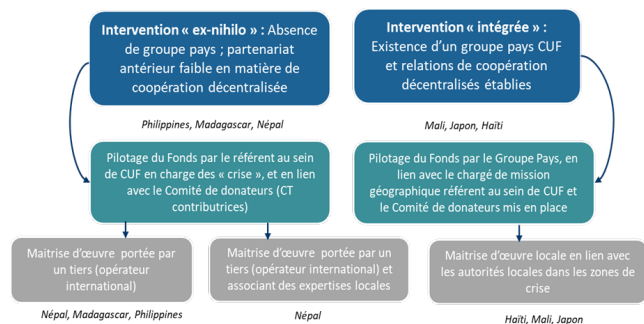 Intervention « ex-nihilo » : Absence
de groupe pays ; partenariat
antérieur faible en matière de
coopération décentralisée
Intervention « intégrée » :
Existence d'un groupe pays CUF
et relations de coopération
décentralisés établies
Philippines, Madagascar, Népal
Mali, Japon, Haïti
Pilotage du Fonds par le référent au sein
de CUF en charge des « crise », et en lien
avec le Comité de donateurs (CT
contributrices)
Pilotage du Fonds par le Groupe Pays, en
lien avec le chargé de mission
géographique référent au sein de CUF et
le Comité de donateurs mis en place
Maitrise d'œuvre portée par
un tiers (opérateur
international)
Maitrise d'œuvre portée par un
tiers (opérateur international) et
associant des expertises locales
Maitrise d'œuvre locale en lien avec
les autorités locales dans les zones de
crise
Népal, Madagascar, Philippines
Népal
Haïti, Mali, Japon